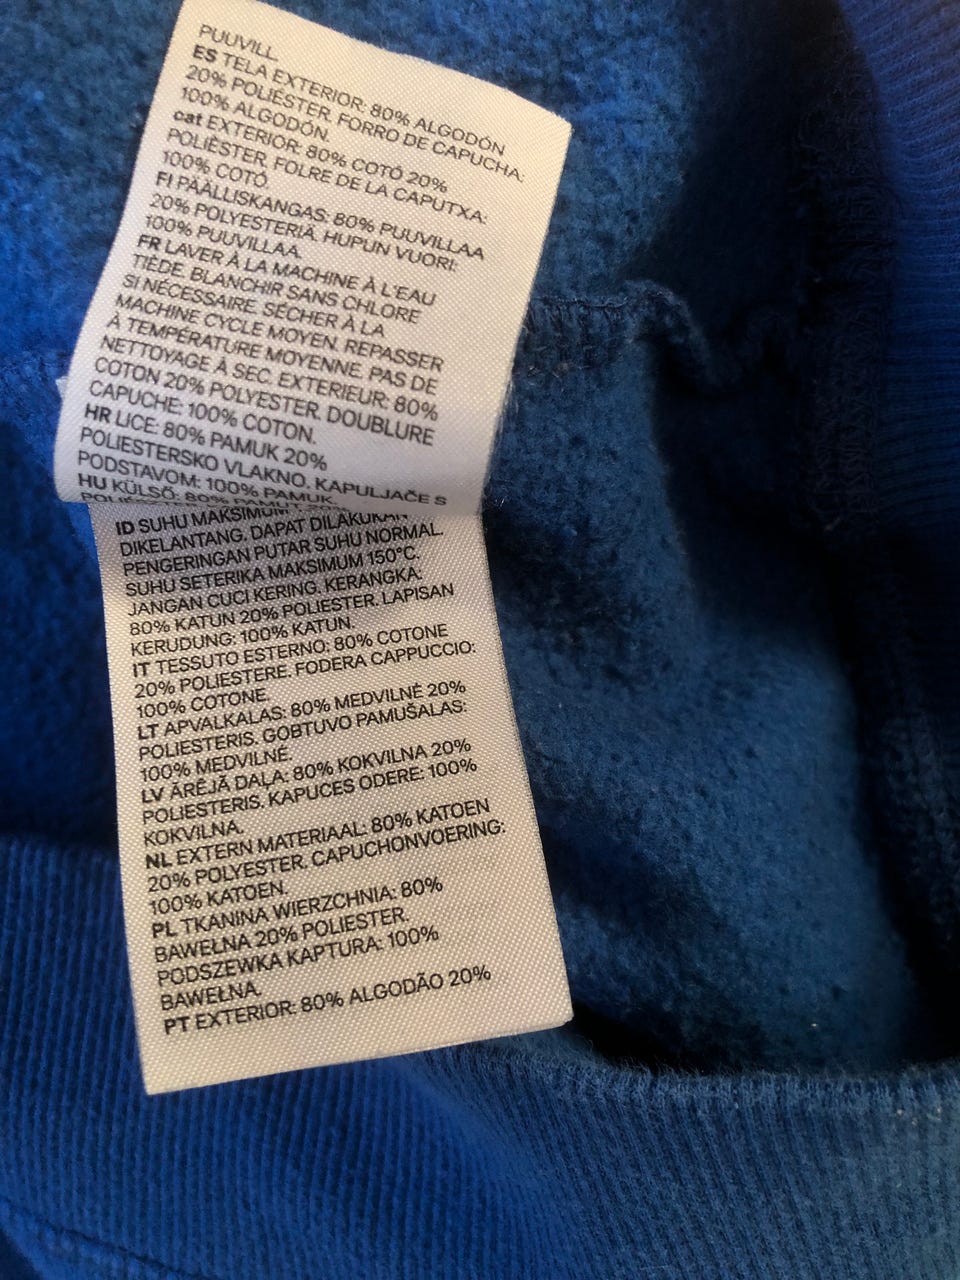 PUUVILL.
ES TELA EXTERIOR: 80% ALGODÓN
20% POLIÉSTER. FORRO DE CAPUCHA:
100% ALGODÓN.
cat EXTERIOR: 80% COTÓ 20%
POLIÈSTER. FOLRE DE LA CAPUTXA:
100% COTÓ.
FI PÄÄLLISKANGAS: 80% PUUVILLAA
20% POLYESTERIÄ. HUPUN VUORI:
100% PUUVILLAA.
FR LAVER À LA MACHINE À L'EAU
TIÈDE. BLANCHIR SANS CHLORE
SI NÉCESSAIRE. SÉCHER À LA
MACHINE CYCLE MOYEN. REPASSER
À TEMPÉRATURE MOYENNE. PAS DE
NETTOYAGE À SEC. EXTERIEUR: 80%
COTON 20% POLYESTER. DOUBLURE
CAPUCHE: 100% COTON.
HR LICE: 80% PAMUK 20%
POLIESTERSKO VLAKNO. KAPULJAČE S
PODSTAVOM: 100% PAMUK.
HU KÜLSŐ: 80% PAMUT
ID SUHU MAKSIMUM
DIKELANTANG. DAPAT DILAKUKAN
PENGERINGAN PUTAR SUHU NORMAL.
SUHU SETERIKA MAKSIMUM 150°C.
JANGAN CUCI KERING. KERANGKA:
80% KATUN 20% POLIESTER. LAPISAN
KERUDUNG: 100% KATUN.
IT TESSUTO ESTERNO: 80% COTONE
20% POLIESTERE. FODERA CAPPUCCIO:
100% COTONE.
LT APVALKALAS: 80% MEDVILNĖ 20%
POLIESTERIS. GOBTUVO PAMUŠALAS:
100% MEDVILNĖ.
LV ĀRĒJĀ DAĻA: 80% KOKVILNA 20%
POLIESTERIS. KAPUCES ODERE: 100%
KOKVILNA.
NL EXTERN MATERIAAL: 80% KATOEN
20% POLYESTER. CAPUCHONVOERING:
100% KATOEN.
PL TKANINA WIERZCHNIA: 80%
BAWEŁNA 20% POLIESTER.
PODSZEWKA KAPTURA: 100%
BAWEŁNA.
PT EXTERIOR: 80% ALGODÃO 20%